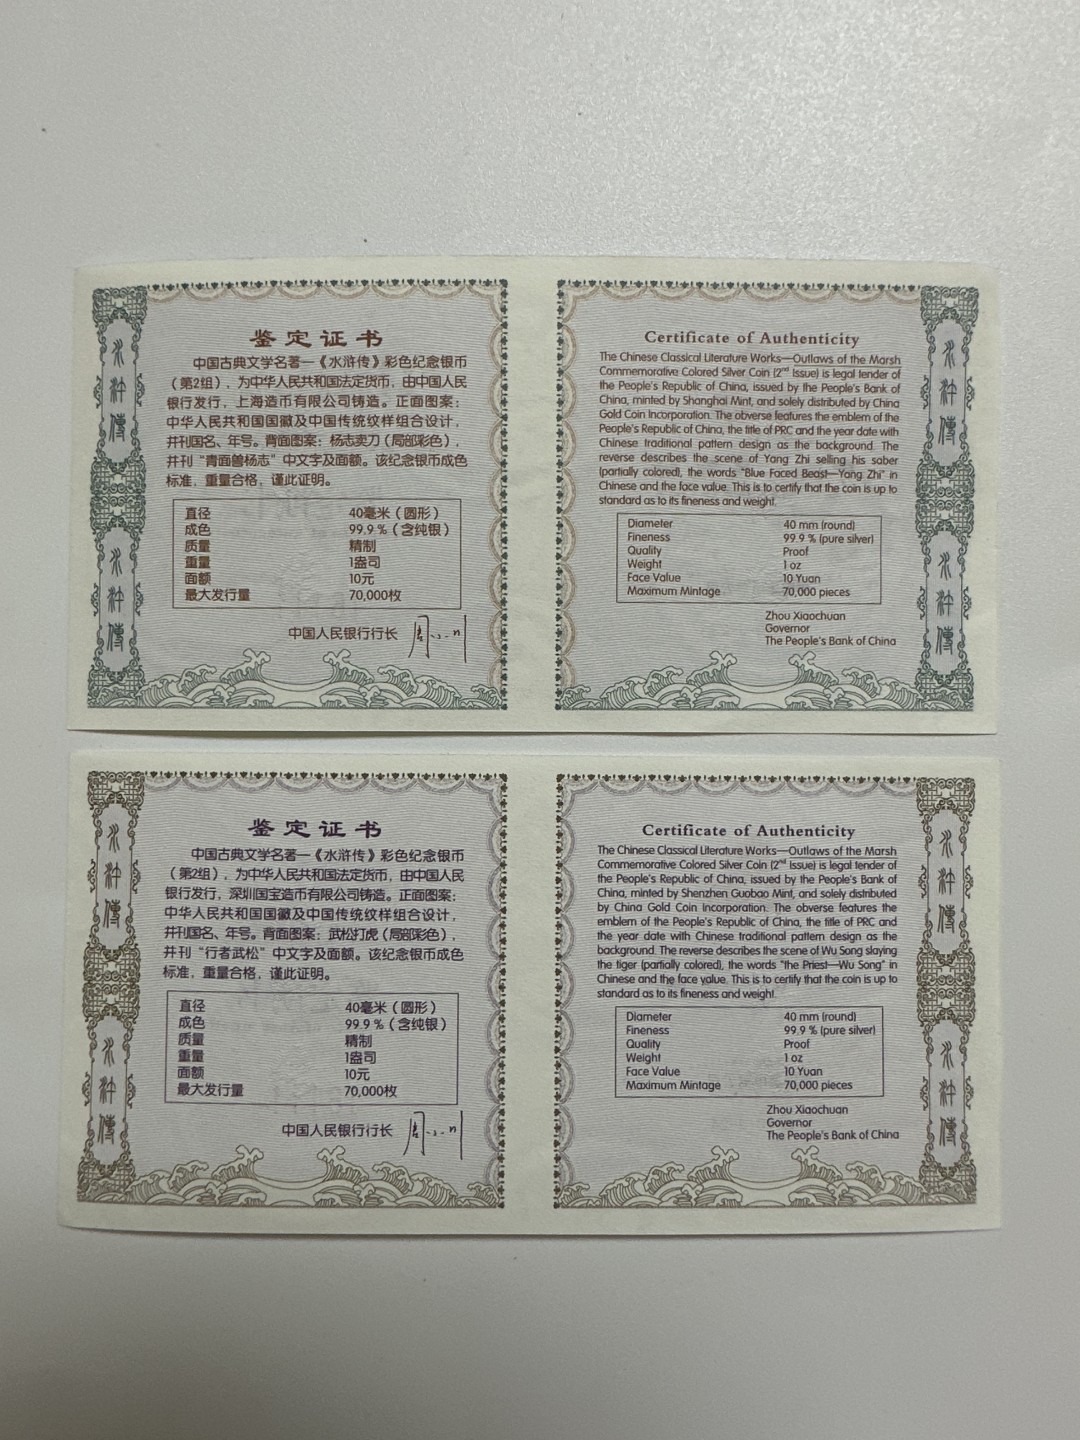 鉴定证书
中国古典文学名著—《水浒传》彩色纪念银币
（第2组），为中华人民共和国法定货币，由中国人民
银行发行，上海造币有限公司铸造。正面图案：
中华人民共和国国徽及中国传统纹样组合设计，
并刊国名、年号。背面图案：杨志卖刀（局部彩色），
并刊“青面兽杨志”中文字及面额。该纪念银币成色
标准，重量合格，谨此证明。
直径 40毫米（圆形）
成色 99.9 %（含纯银）
质量 精制
重量 1盎司
面额 10元
最大发行量 70,000枚
中国人民银行行长
水浒傳
水浒傳
Certificate of Authenticity
The Chinese Classical Literature Works—Outlaws of the Marsh
Commemorative Colored Silver Coin (2nd Issue) is legal tender of
the People's Republic of China, issued by the People's Bank of
China, minted by Shanghai Mint, and solely distributed by China
Gold Coin Incorporation. The obverse features the emblem of the
People's Republic of China, the title of PRC and the year date with
Chinese traditional pattern design as the background. The
reverse describes the scene of Yang Zhi selling his saber
(partially colored), the words "Blue Faced Beast—Yang Zhi" in
Chinese and the face value. This is to certify that the coin is up to
standard as to its fineness and weight.
Diameter 40 mm (round)
Fineness 99.9 % (pure silver)
Quality Proof
Weight 1 oz
Face Value 10 Yuan
Maximum Mintage 70,000 pieces
Zhou Xiaochuan
Governor
The People's Bank of China
水浒傳
水浒傳
鉴定证书
中国古典文学名著—《水浒传》彩色纪念银币
（第2组），为中华人民共和国法定货币，由中国人民
银行发行，深圳国宝造币有限公司铸造。正面图案：
中华人民共和国国徽及中国传统纹样组合设计，
并刊国名、年号。背面图案：武松打虎（局部彩色），
并刊“行者武松”中文字及面额。该纪念银币成色
标准，重量合格，谨此证明。
直径 40毫米（圆形）
成色 99.9 %（含纯银）
质量 精制
重量 1盎司
面额 10元
最大发行量 70,000枚
中国人民银行行长
水浒傳
水浒傳
Certificate of Authenticity
The Chinese Classical Literature Works—Outlaws of the Marsh
Commemorative Colored Silver Coin (2nd Issue) is legal tender of
the People's Republic of China, issued by the People's Bank of
China, minted by Shenzhen Guobao Mint, and solely distributed
by China Gold Coin Incorporation. The obverse features the
emblem of the People's Republic of China, the title of PRC and
the year date with Chinese traditional pattern design as the
background. The reverse describes the scene of Wu Song slaying
the tiger (partially colored), the words "the Priest—Wu Song" in
Chinese and the face value. This is to certify that the coin is up to
standard as to its fineness and weight.
Diameter 40 mm (round)
Fineness 99.9 % (pure silver)
Quality Proof
Weight 1 oz
Face Value 10 Yuan
Maximum Mintage 70,000 pieces
Zhou Xiaochuan
Governor
The People's Bank of China
水浒傳
水浒傳